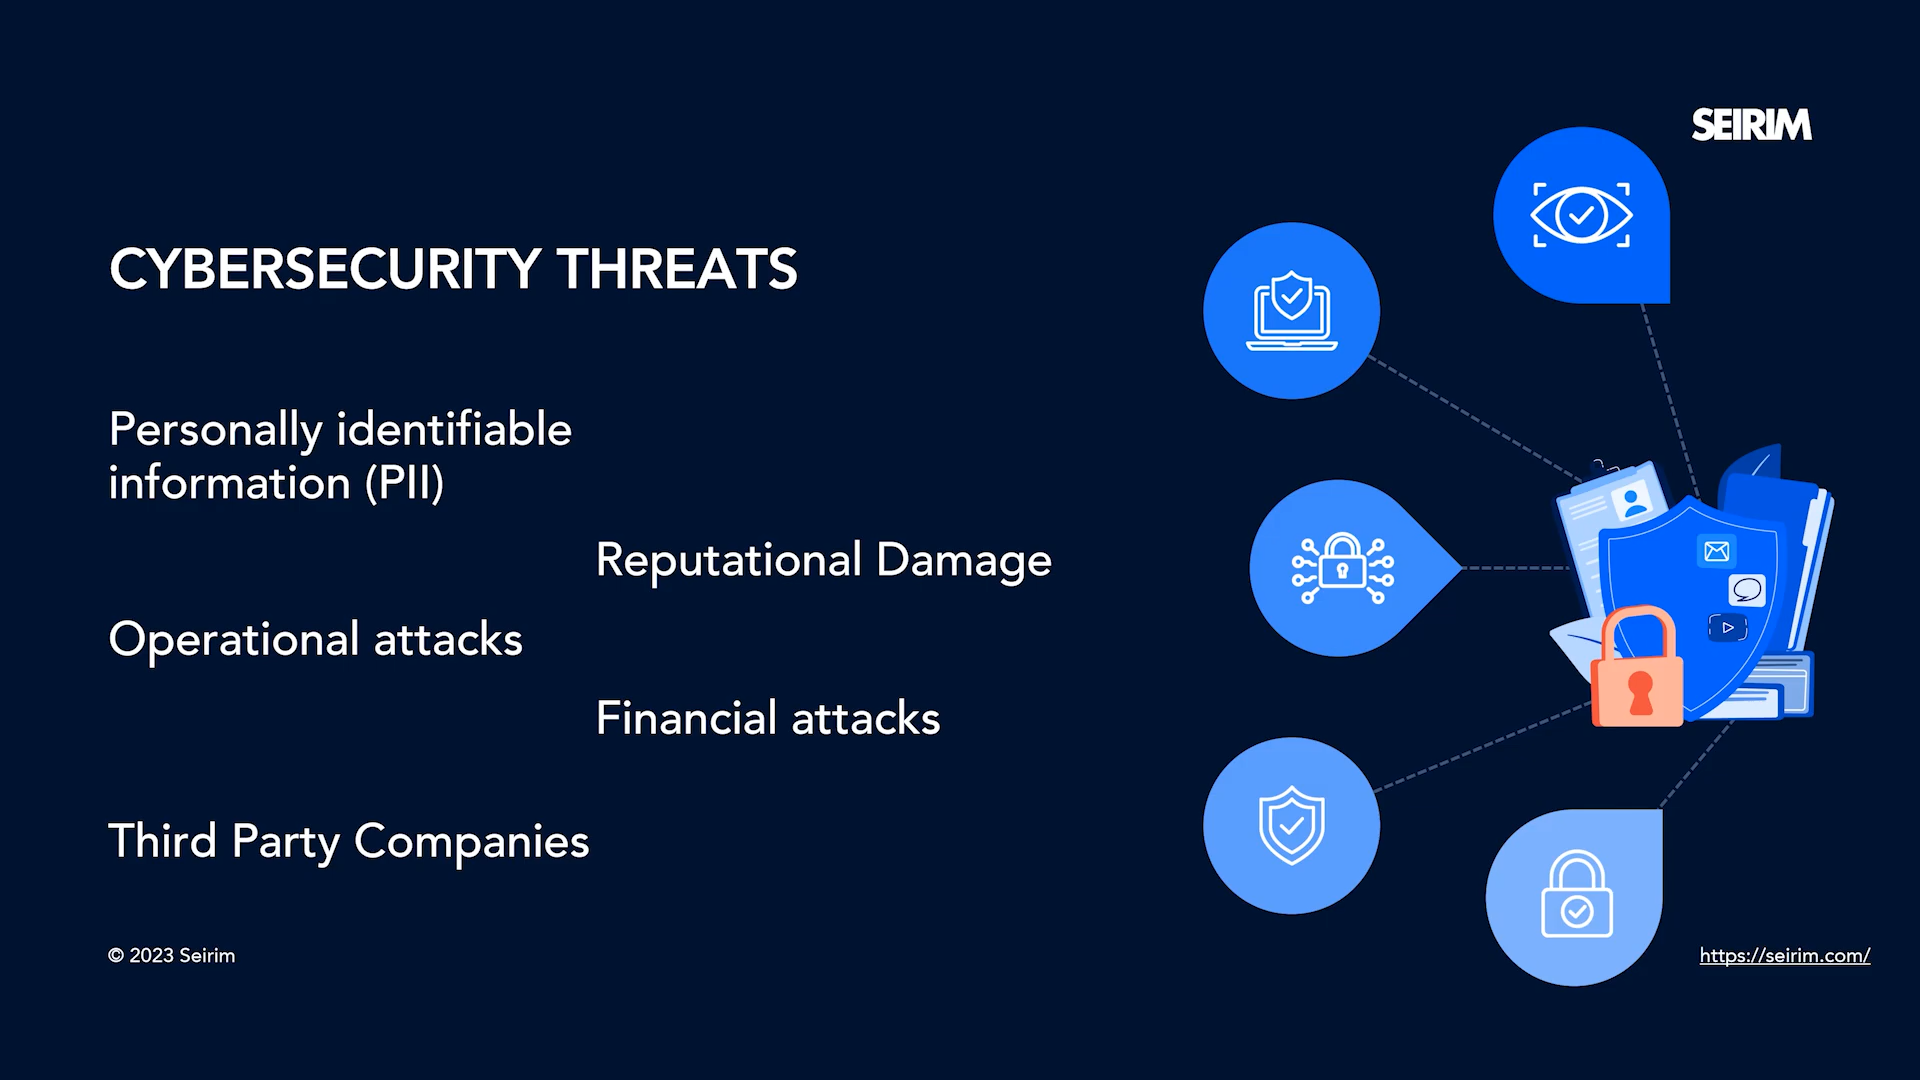 SEIRIM
CYBERSECURITY THREATS
Personally identifiable
information (PII)
Reputational Damage
Operational attacks
Financial attacks
Third Party Companies
© 2023 Seirim
https://seirim.com/